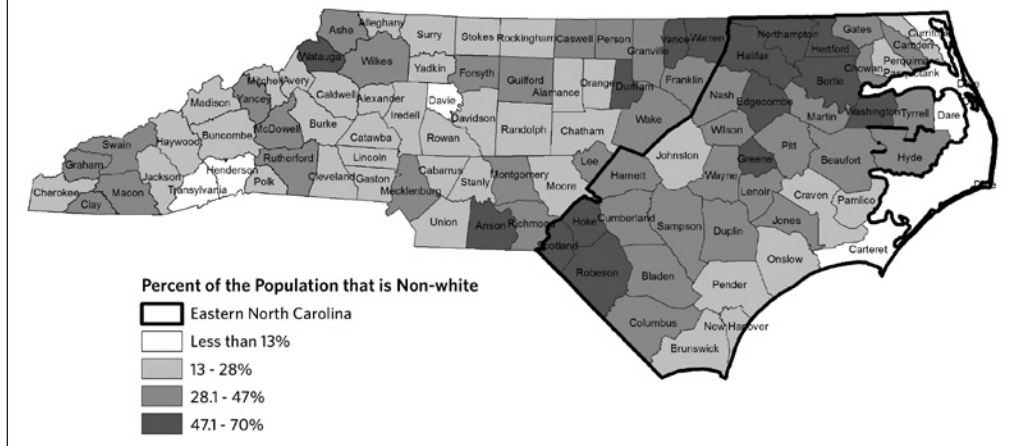 Ashe Alleghany Surry Stokes Rockingham Caswell Person Granville Vance Warren Northampton Gates Currituck
Watauga Wilkes Yadkin Forsyth Guilford Alamance Orange Durham Franklin Halifax Hertford Camden
Mitchell Avery Caldwell Alexander Iredell Davie Davidson Nash Edgecombe Bertie Chowan Perquimans Pasquotank
Madison Yancey McDowell Burke Catawba Rowan Randolph Chatham Wake Wilson Martin Washington Tyrrell Dare
Swain Haywood Buncombe Rutherford Lincoln Cabarrus Montgomery Lee Johnston Greene Pitt Beaufort Hyde
Graham Jackson Henderson Polk Cleveland Gaston Mecklenburg Stanly Moore Harnett Wayne Lenoir Craven Pamlico Dare
Cherokee Clay Macon Transylvania Union Anson Richmond Hoke Cumberland Sampson Duplin Jones
Scotland Robeson Bladen Pender Onslow Carteret
Columbus New Hanover
Brunswick
Percent of the Population that is Non-white
Eastern North Carolina
Less than 13%
13 - 28%
28.1 - 47%
47.1 - 70%